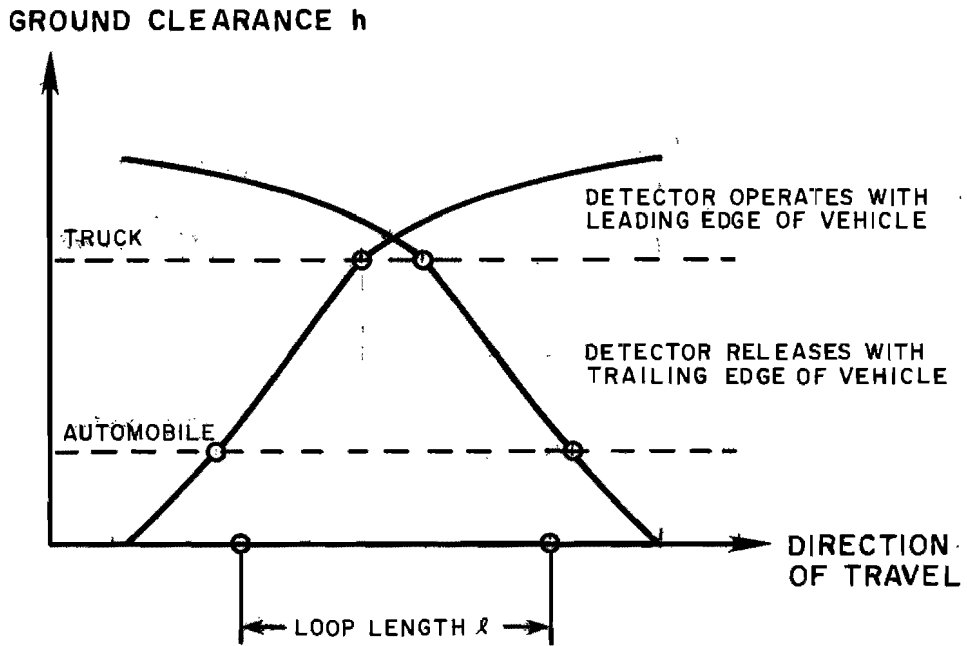 GROUND CLEARANCE h
DETECTOR OPERATES WITH
LEADING EDGE OF VEHICLE
TRUCK
DETECTOR RELEASES WITH
TRAILING EDGE OF VEHICLE
AUTOMOBILE
DIRECTION
OF TRAVEL
LOOP LENGTH ℓ